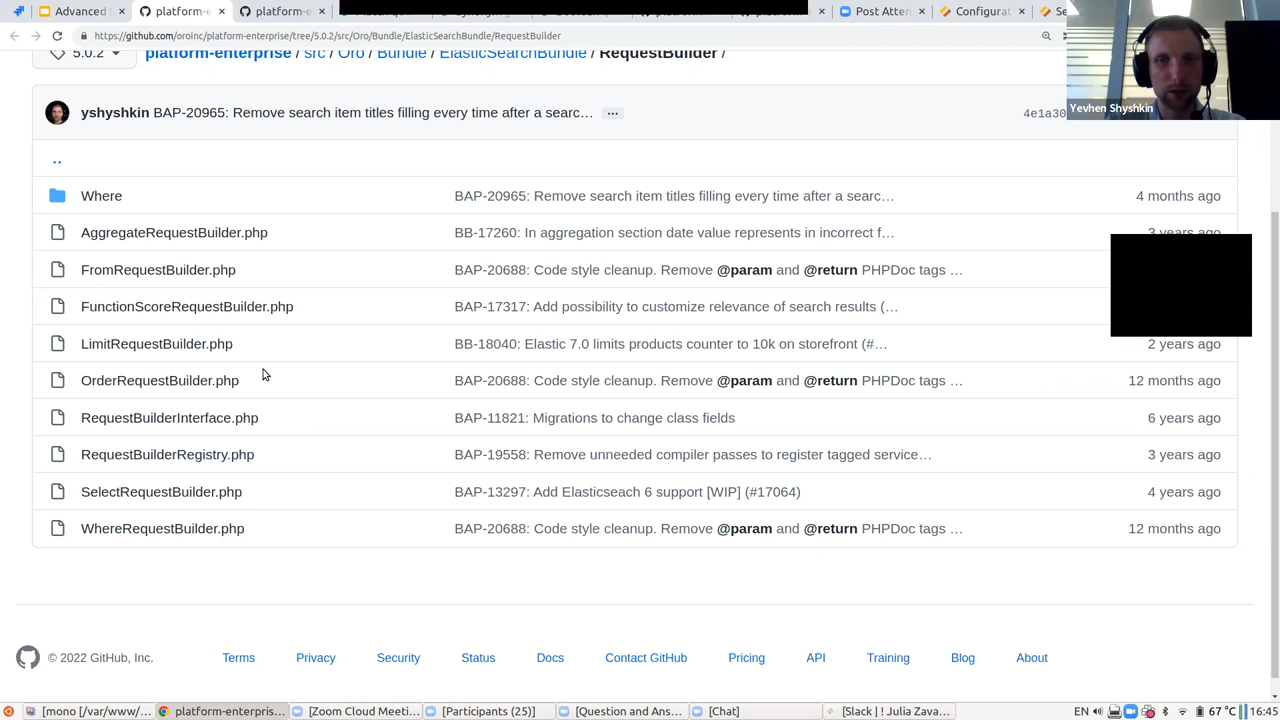 Advanced S
platform-e
platform-e
Post Atten
Configurat
Se
https://github.com/oroinc/platform-enterprise/tree/5.0.2/src/Oro/Bundle/ElasticSearchBundle/RequestBuilder
5.0.2
platform-enterprise / src / Oro / Bundle / ElasticSearchBundle / RequestBuilder /
Yevhen Shyshkin
yshyshkin BAP-20965: Remove search item titles filling every time after a searc… ... 4e1a30
..
Where BAP-20965: Remove search item titles filling every time after a searc… 4 months ago
AggregateRequestBuilder.php BB-17260: In aggregation section date value represents in incorrect f… 3 years ago
FromRequestBuilder.php BAP-20688: Code style cleanup. Remove @param and @return PHPDoc tags …
FunctionScoreRequestBuilder.php BAP-17317: Add possibility to customize relevance of search results (…
LimitRequestBuilder.php BB-18040: Elastic 7.0 limits products counter to 10k on storefront (#… 2 years ago
OrderRequestBuilder.php BAP-20688: Code style cleanup. Remove @param and @return PHPDoc tags … 12 months ago
RequestBuilderInterface.php BAP-11821: Migrations to change class fields 6 years ago
RequestBuilderRegistry.php BAP-19558: Remove unneeded compiler passes to register tagged service… 3 years ago
SelectRequestBuilder.php BAP-13297: Add Elasticseach 6 support [WIP] (#17064) 4 years ago
WhereRequestBuilder.php BAP-20688: Code style cleanup. Remove @param and @return PHPDoc tags … 12 months ago
© 2022 GitHub, Inc. Terms Privacy Security Status Docs Contact GitHub Pricing API Training Blog About
[mono [/var/www/... platform-enterpris... [Zoom Cloud Meeti... [Participants (25)] [Question and Ans... [Chat] [Slack | ! Julia Zava... EN 67 °C 16:45